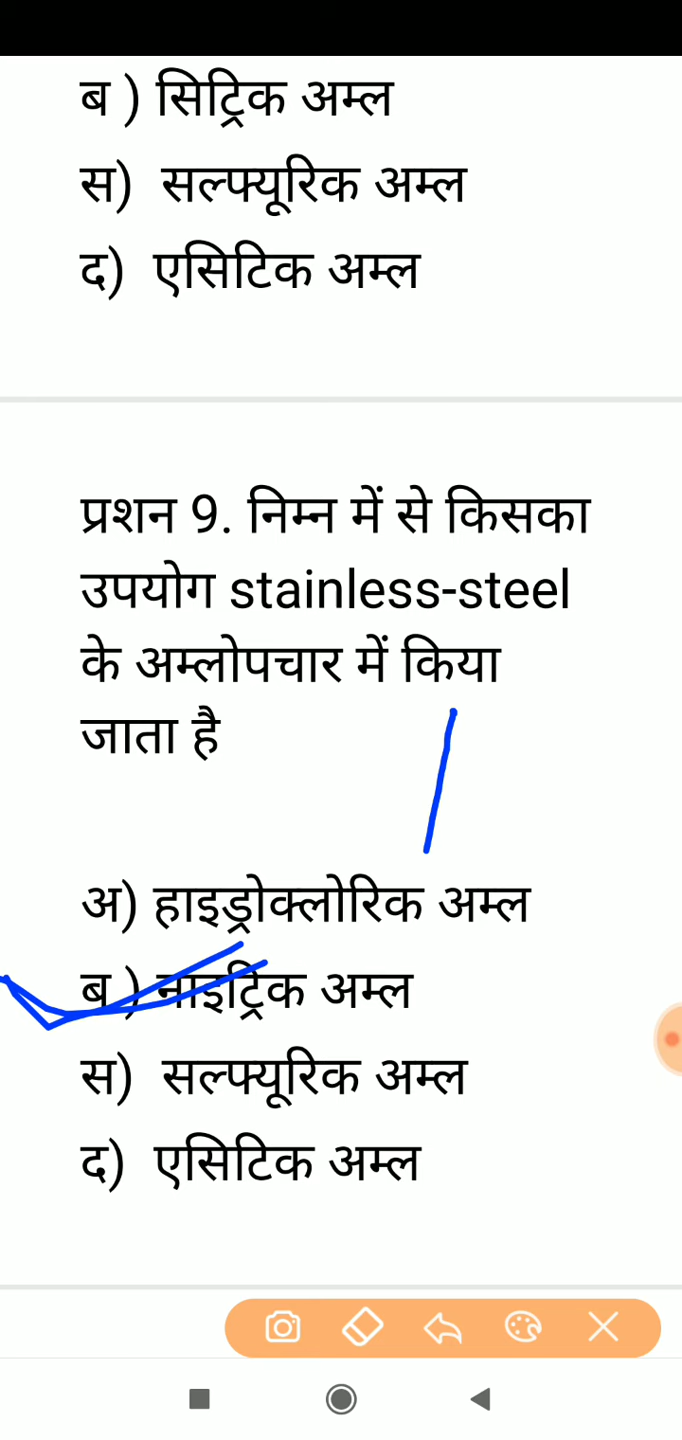 ब ) सिट्रिक अम्ल
स) सल्फ्यूरिक अम्ल
द) एसिटिक अम्ल
प्रशन 9. निम्न में से किसका
उपयोग stainless-steel
के अम्लोपचार में किया
जाता है
अ) हाइड्रोक्लोरिक अम्ल
ब ) नाइट्रिक अम्ल
स) सल्फ्यूरिक अम्ल
द) एसिटिक अम्ल